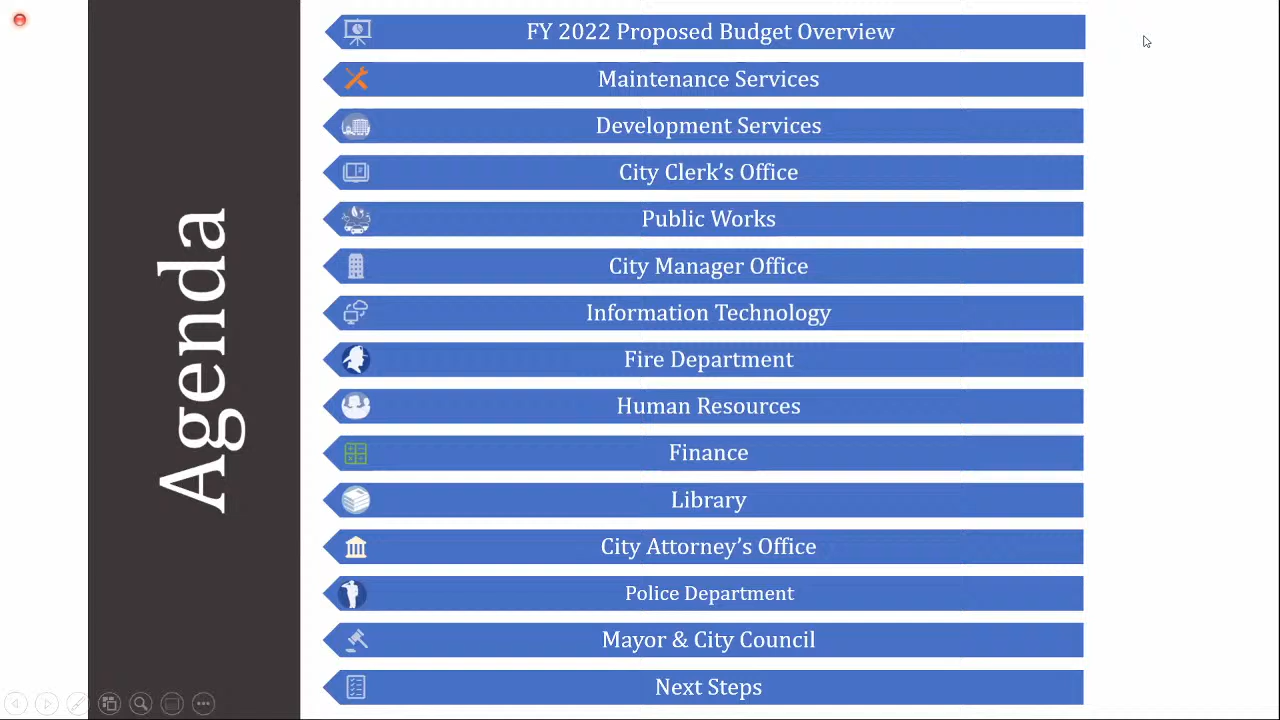 Agenda
FY 2022 Proposed Budget Overview
Maintenance Services
Development Services
City Clerk’s Office
Public Works
City Manager Office
Information Technology
Fire Department
Human Resources
Finance
Library
City Attorney’s Office
Police Department
Mayor & City Council
Next Steps